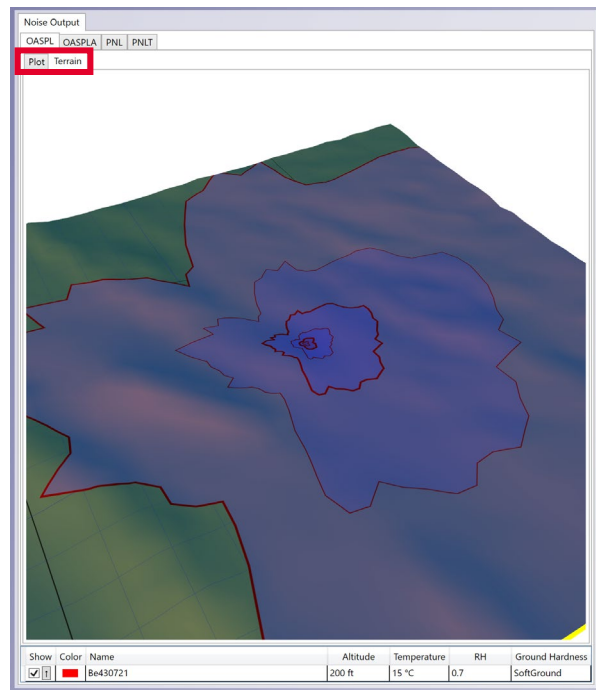 Noise Output
OASPL OASPLA PNL PNLT
Plot Terrain
Show Color Name Altitude Temperature RH Ground Hardness
Be430721 200 ft 15 °C 0.7 SoftGround